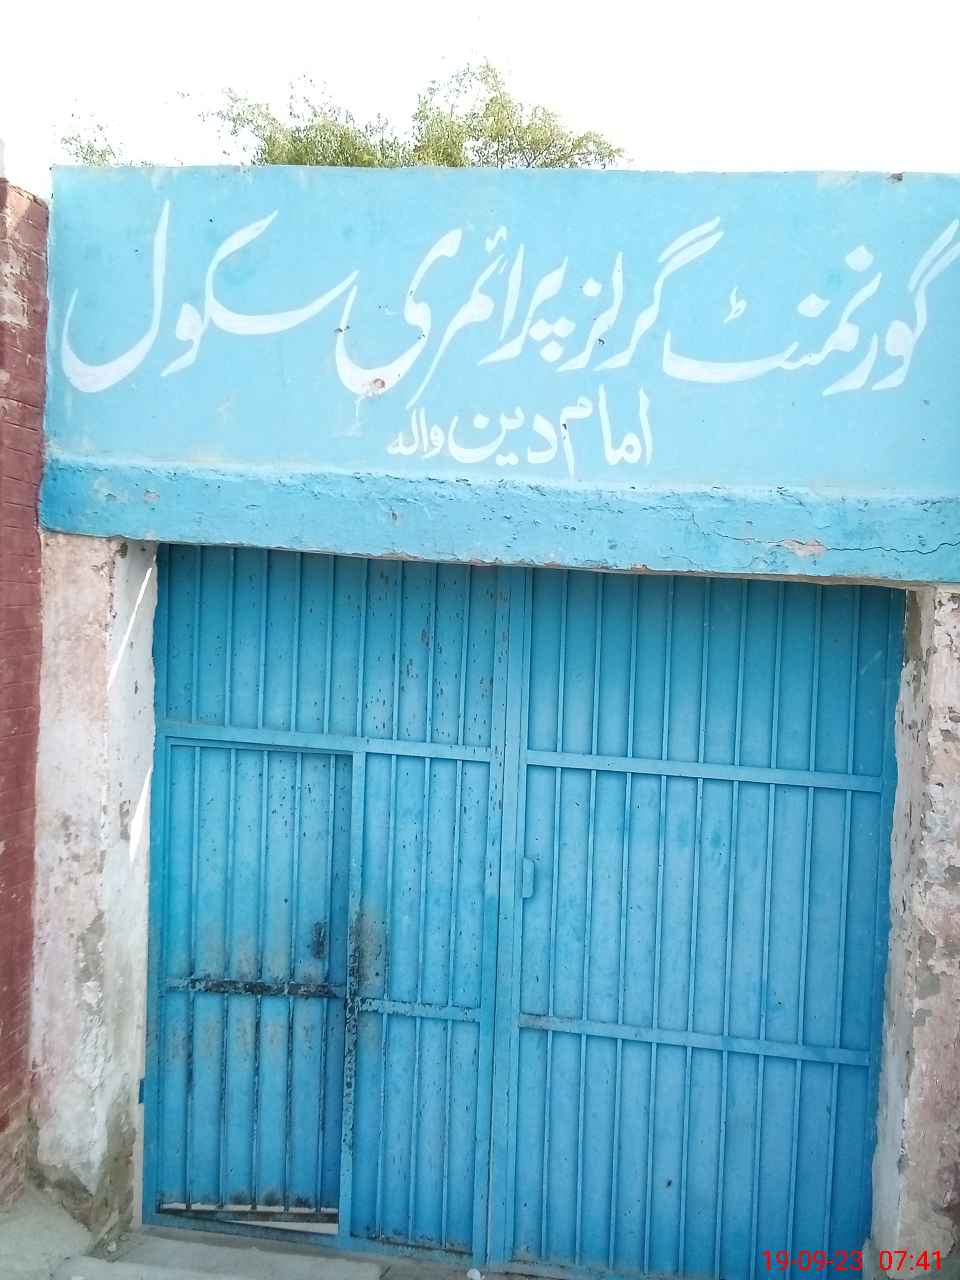 گورنمنٹ گرلز پرائمری سکول
امام دین والہ
19-09-23 07:41